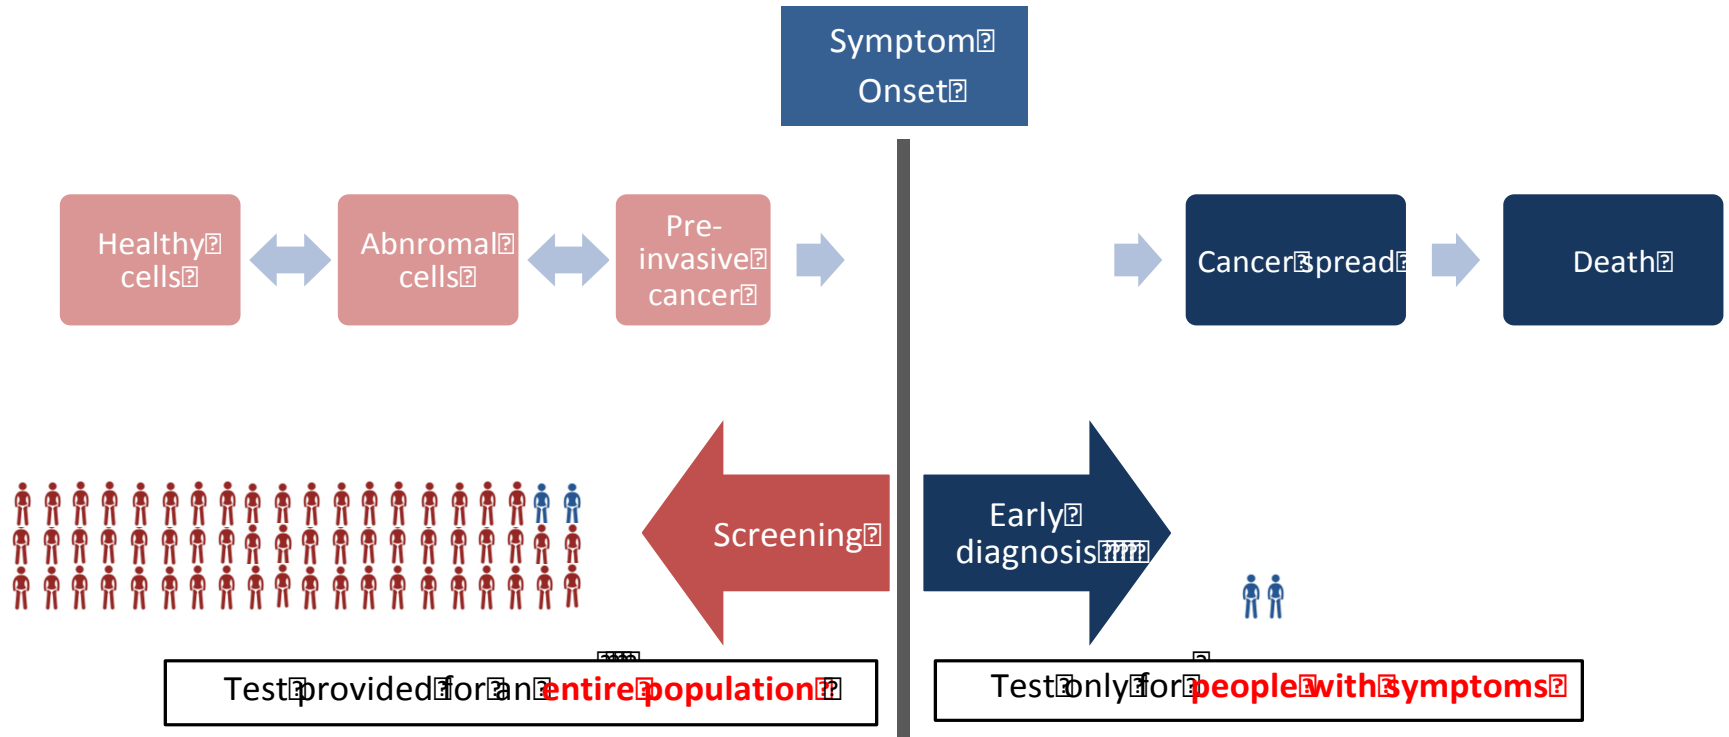 Symptom
Onset
Healthy
cells
Abnromal
cells
Pre-
invasive
cancer
Cancer spread
Death
Screening
Early
diagnosis
Test provided for an entire population
Test only for people with symptoms